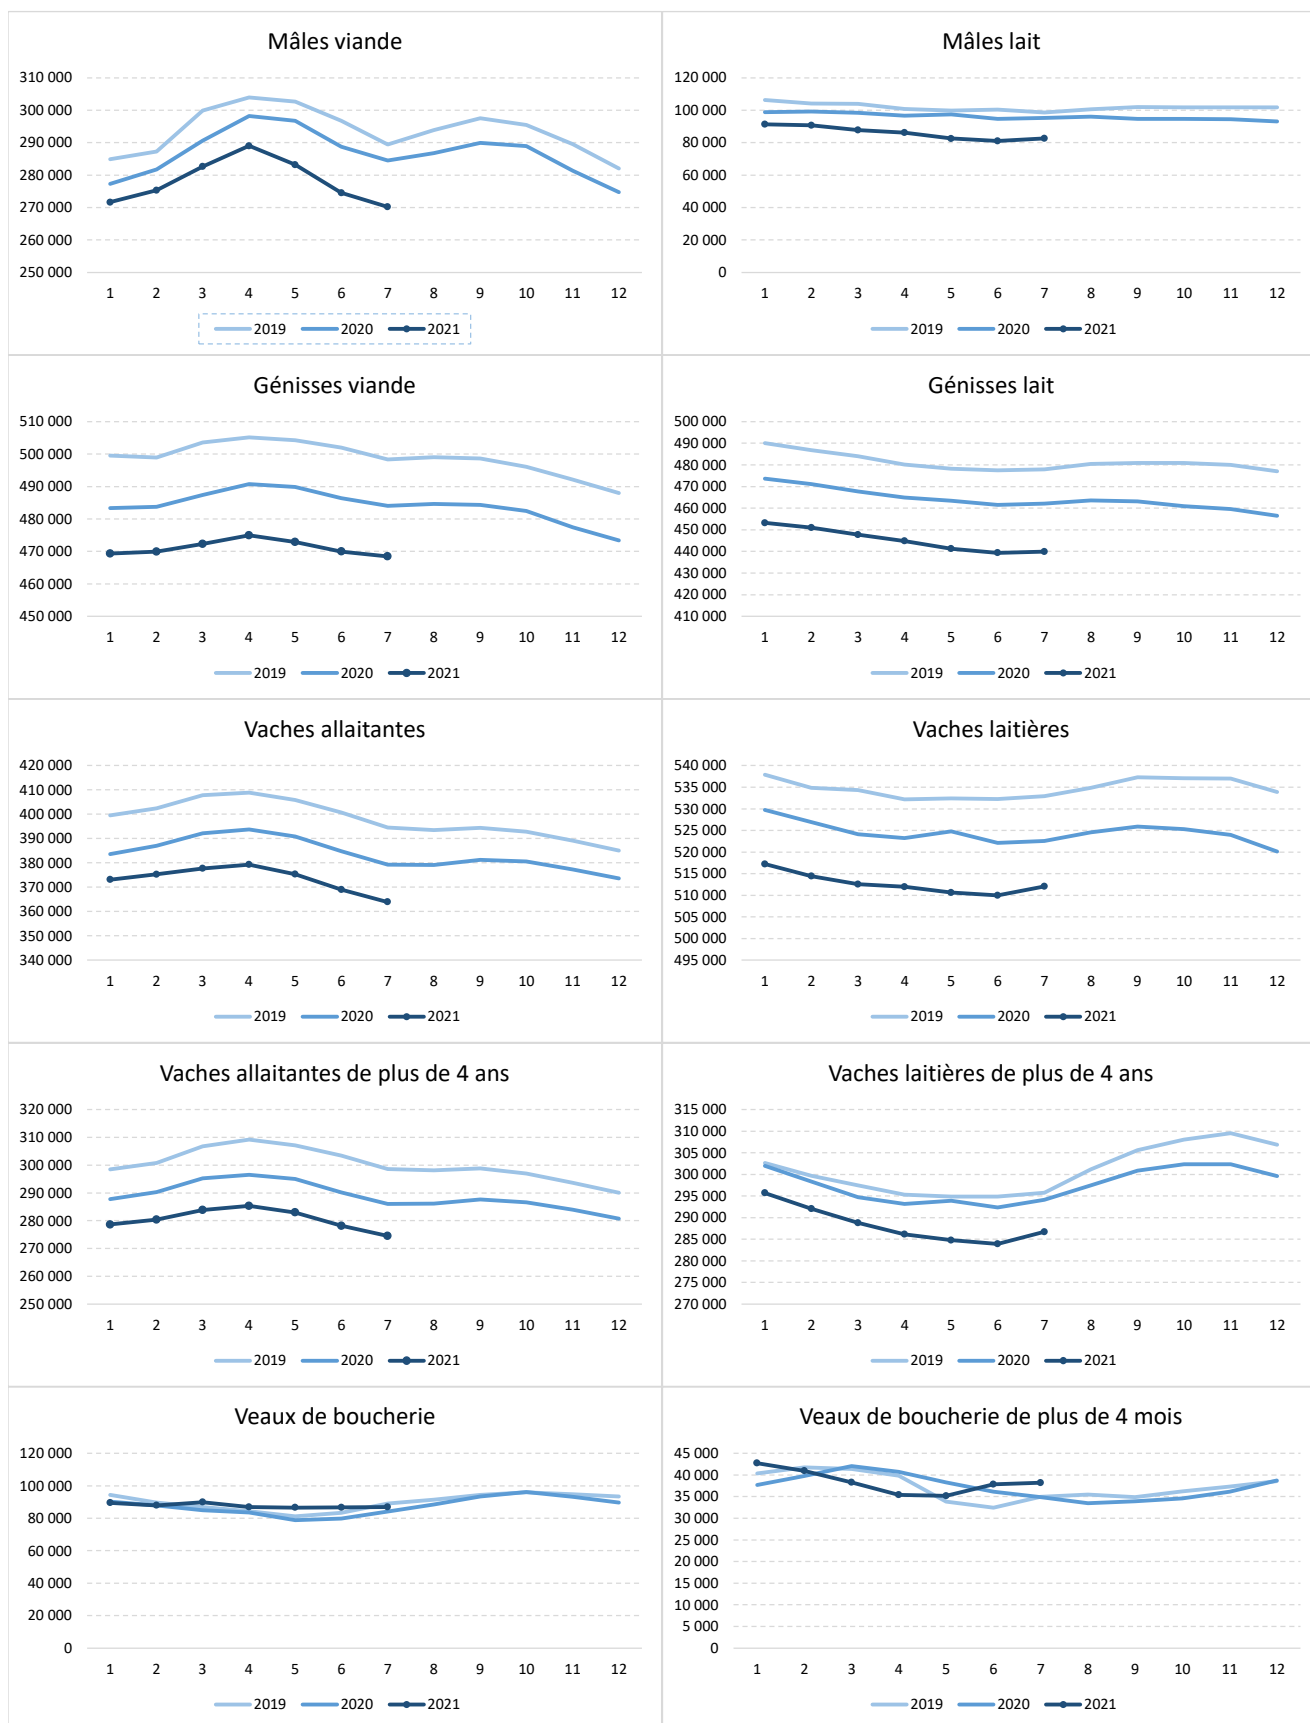 Mâles viande
310 000
300 000
290 000
280 000
270 000
260 000
250 000
1 2 3 4 5 6 7 8 9 10 11 12
2019 2020 2021
Mâles lait
120 000
100 000
80 000
60 000
40 000
20 000
0
1 2 3 4 5 6 7 8 9 10 11 12
2019 2020 2021
Génisses viande
510 000
500 000
490 000
480 000
470 000
460 000
450 000
1 2 3 4 5 6 7 8 9 10 11 12
2019 2020 2021
Génisses lait
500 000
490 000
480 000
470 000
460 000
450 000
440 000
430 000
420 000
410 000
1 2 3 4 5 6 7 8 9 10 11 12
2019 2020 2021
Vaches allaitantes
420 000
410 000
400 000
390 000
380 000
370 000
360 000
350 000
340 000
1 2 3 4 5 6 7 8 9 10 11 12
2019 2020 2021
Vaches laitières
540 000
535 000
530 000
525 000
520 000
515 000
510 000
505 000
500 000
495 000
1 2 3 4 5 6 7 8 9 10 11 12
2019 2020 2021
Vaches allaitantes de plus de 4 ans
320 000
310 000
300 000
290 000
280 000
270 000
260 000
250 000
1 2 3 4 5 6 7 8 9 10 11 12
2019 2020 2021
Vaches laitières de plus de 4 ans
315 000
310 000
305 000
300 000
295 000
290 000
285 000
280 000
275 000
270 000
1 2 3 4 5 6 7 8 9 10 11 12
2019 2020 2021
Veaux de boucherie
120 000
100 000
80 000
60 000
40 000
20 000
0
1 2 3 4 5 6 7 8 9 10 11 12
2019 2020 2021
Veaux de boucherie de plus de 4 mois
45 000
40 000
35 000
30 000
25 000
20 000
15 000
10 000
5 000
0
1 2 3 4 5 6 7 8 9 10 11 12
2019 2020 2021